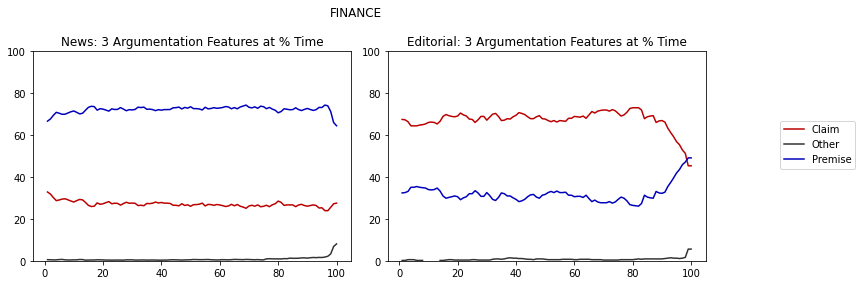 FINANCE
News: 3 Argumentation Features at % Time
Editorial: 3 Argumentation Features at % Time
100
80
60
40
20
0
0 20 40 60 80 100
100
80
60
40
20
0
0 20 40 60 80 100
Claim
Other
Premise